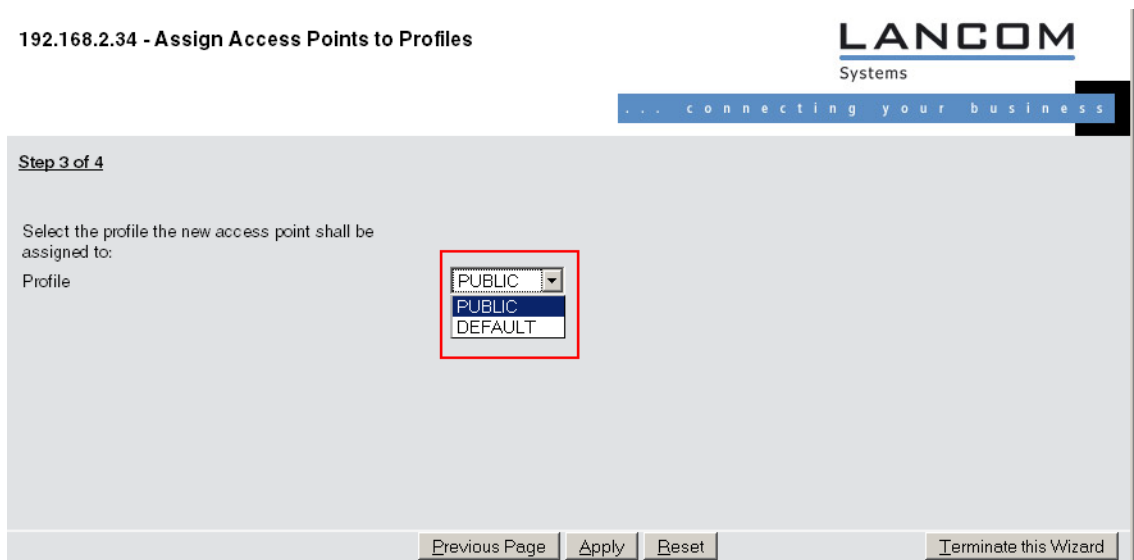 192.168.2.34 - Assign Access Points to Profiles
LANCOM
Systems
... connecting your business
Step 3 of 4
Select the profile the new access point shall be
assigned to:
Profile
PUBLIC
PUBLIC
DEFAULT
Previous Page
Apply
Reset
Terminate this Wizard